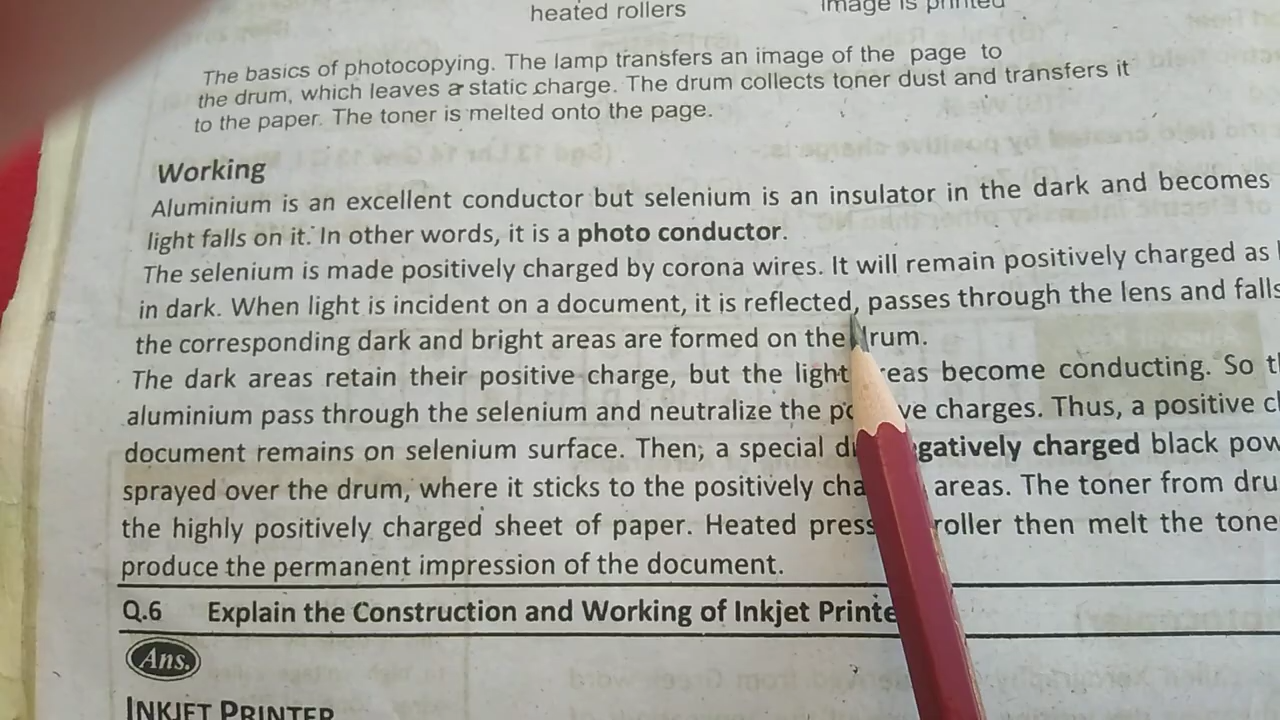 heated rollers image is printed
The basics of photocopying. The lamp transfers an image of the page to
the drum, which leaves a static charge. The drum collects toner dust and transfers it
to the paper. The toner is melted onto the page.
Working
Aluminium is an excellent conductor but selenium is an insulator in the dark and becomes
light falls on it. In other words, it is a photo conductor.
The selenium is made positively charged by corona wires. It will remain positively charged as
in dark. When light is incident on a document, it is reflected, passes through the lens and falls
the corresponding dark and bright areas are formed on the drum.
The dark areas retain their positive charge, but the light areas become conducting. So
aluminium pass through the selenium and neutralize the charges. Thus, a positive
document remains on selenium surface. Then, a special charged black
sprayed over the drum, where it sticks to the positively areas. The toner from
the highly positively charged sheet of paper. Heated roller then melt the
produce the permanent impression of the document.
Q.6 Explain the Construction and Working of Inkjet
Ans.
INKJET PRINTER